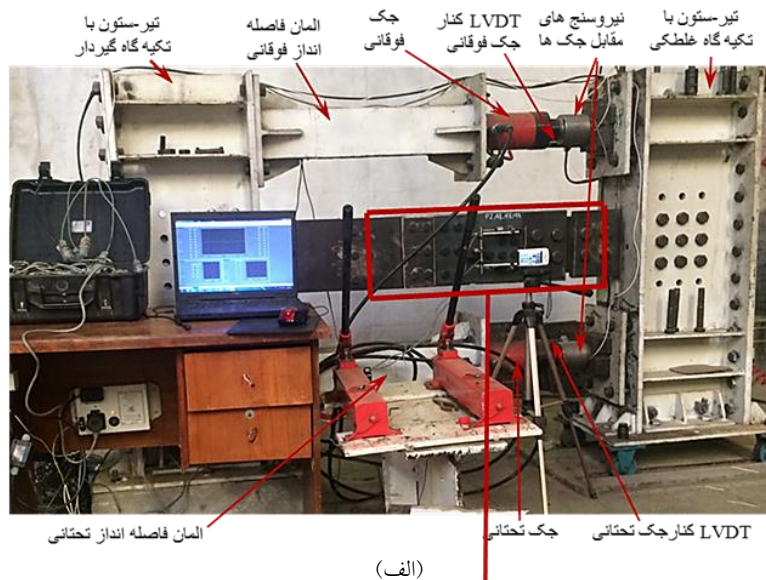 تیر-ستون با
تکیه گاه غلطکی
نیروسنج های
مقابل جک ها
LVDT کنار
جک فوقانی
جک
فوقانی
المان فاصله
انداز فوقانی
تیر-ستون با
تکیه گاه گیردار
LVDT کنارجک تحتانی
جک تحتانی
المان فاصله انداز تحتانی
(الف)